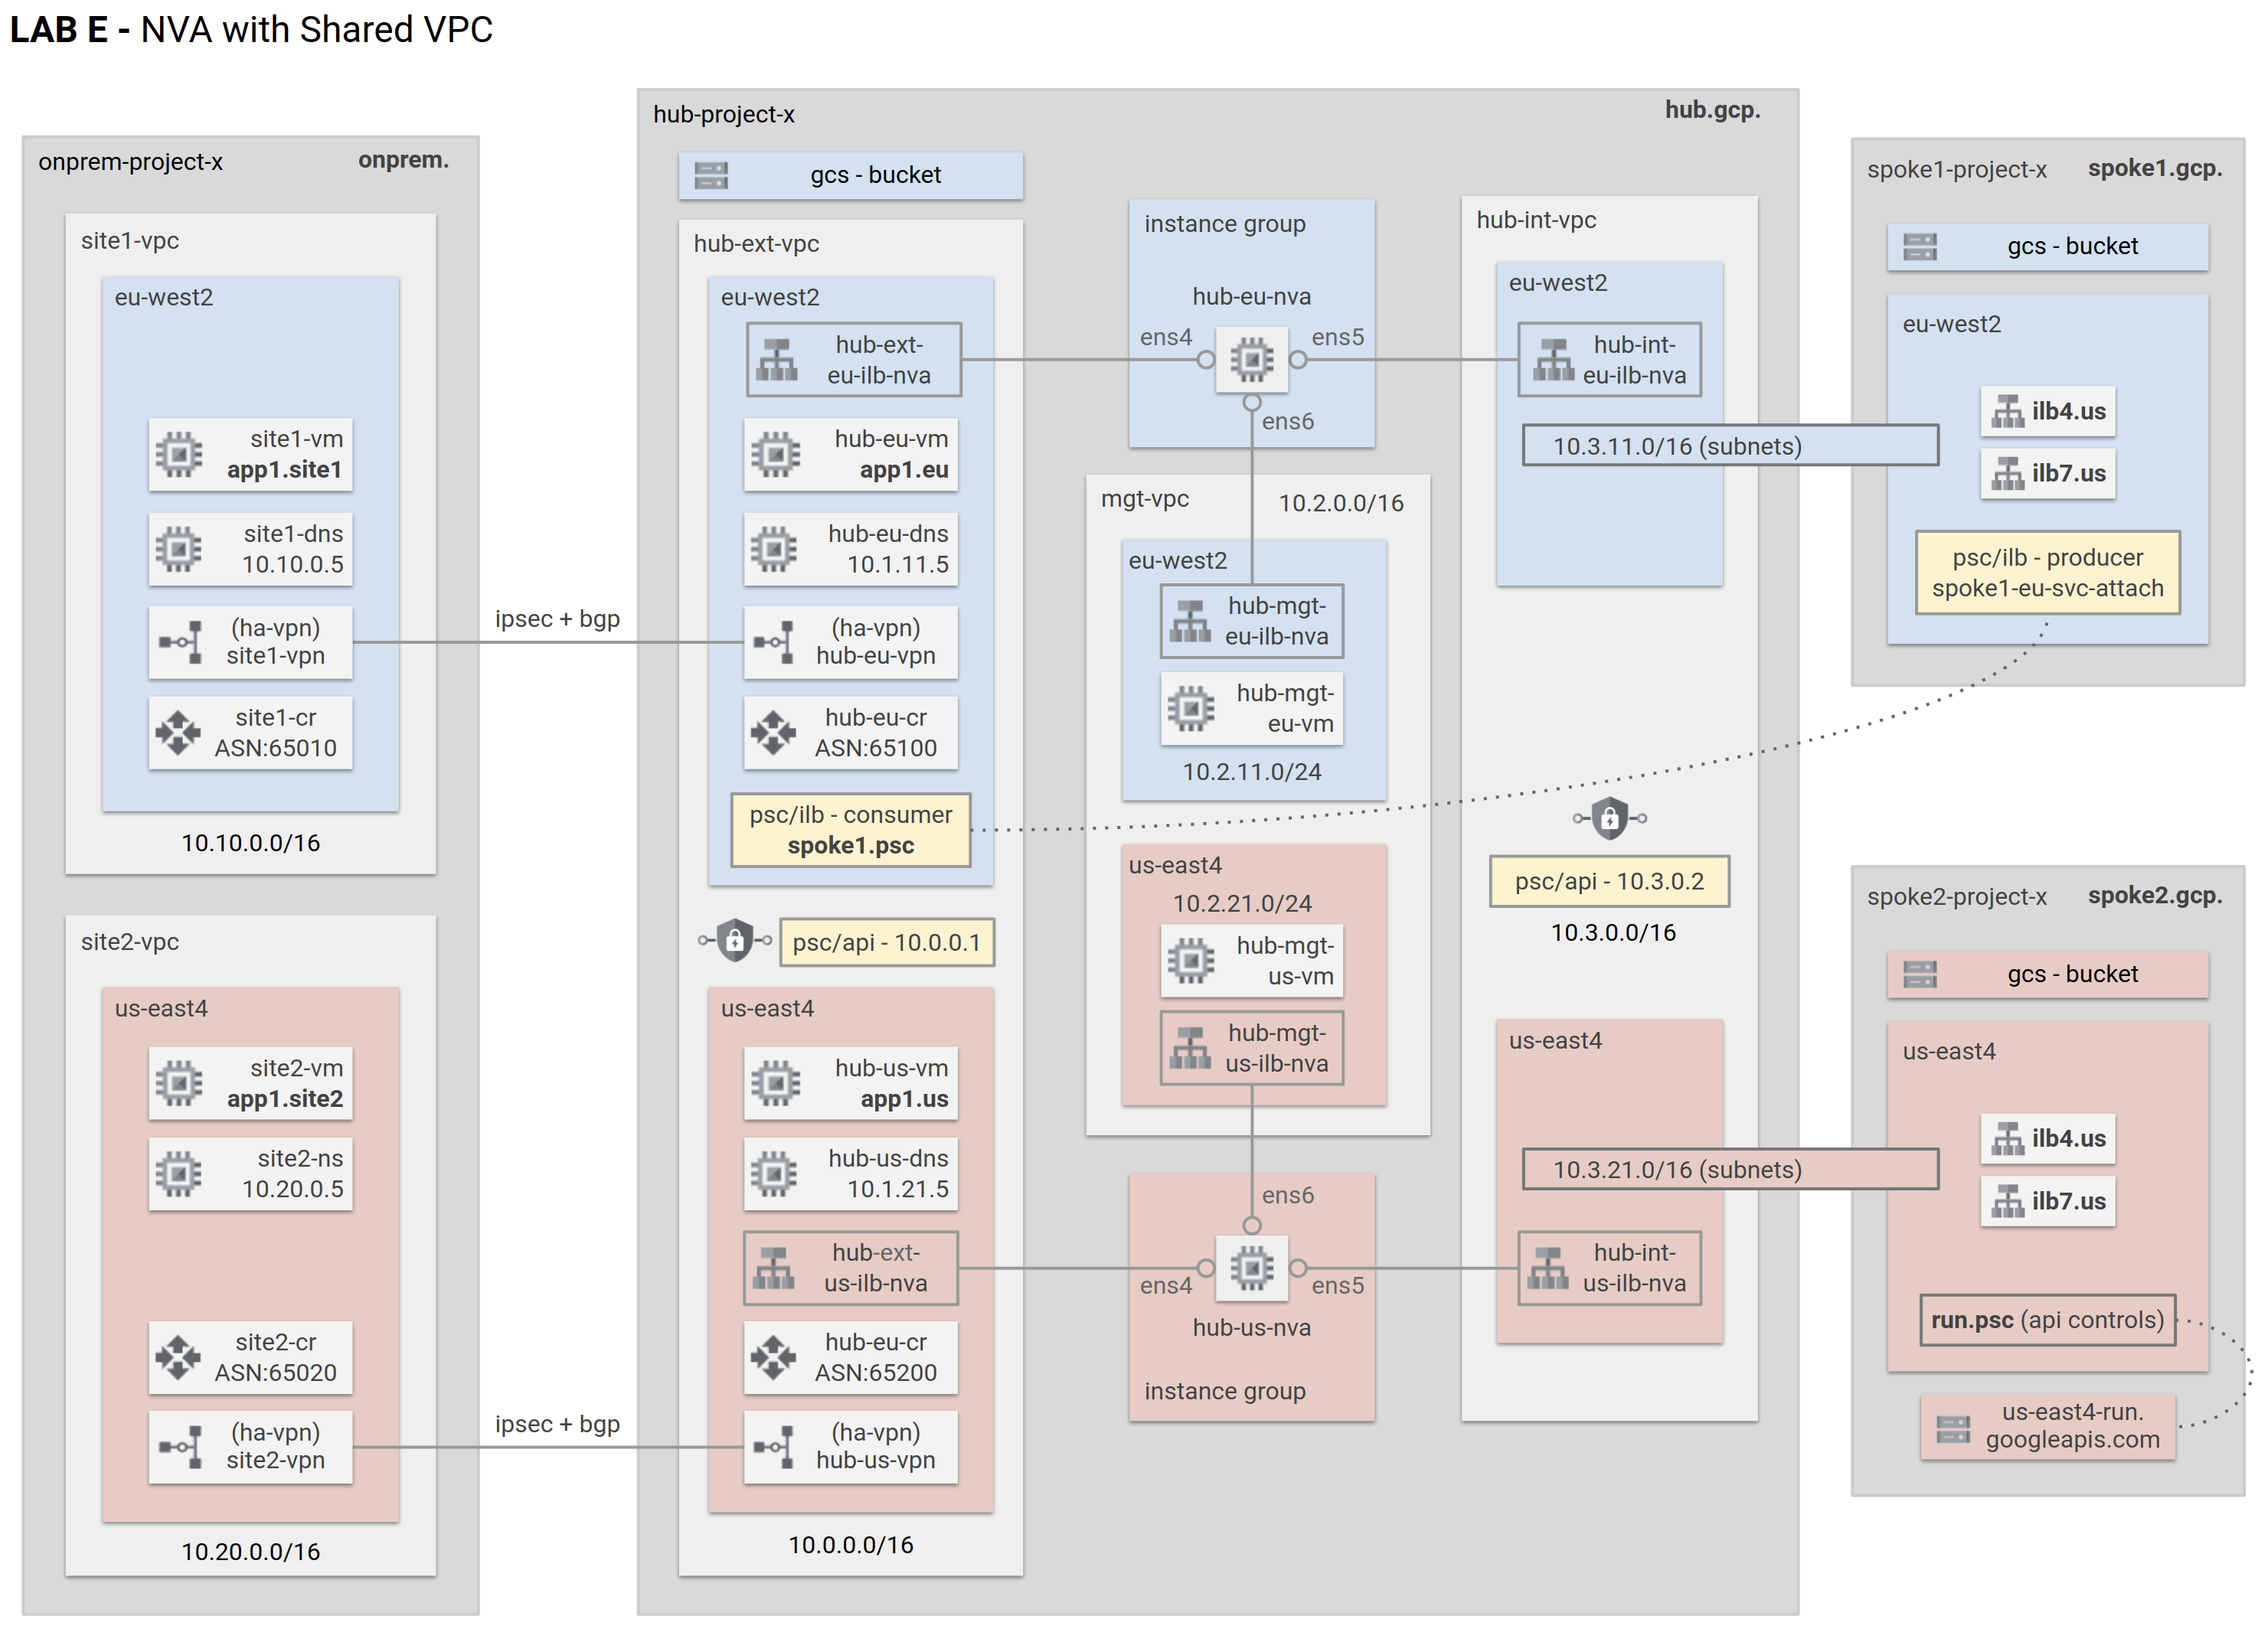 LAB E - NVA with Shared VPC
onprem-project-x
onprem.
site1-vpc
eu-west2
site1-vm
app1.site1
site1-dns
10.10.0.5
(ha-vpn)
site1-vpn
site1-cr
ASN:65010
10.10.0.0/16
site2-vpc
us-east4
site2-vm
app1.site2
site2-ns
10.20.0.5
site2-cr
ASN:65020
(ha-vpn)
site2-vpn
10.20.0.0/16
ipsec + bgp
ipsec + bgp
hub-project-x
hub.gcp.
gcs - bucket
hub-ext-vpc
eu-west2
hub-ext-
eu-ilb-nva
hub-eu-vm
app1.eu
hub-eu-dns
10.1.11.5
(ha-vpn)
hub-eu-vpn
hub-eu-cr
ASN:65100
psc/ilb - consumer
spoke1.psc
psc/api - 10.0.0.1
us-east4
hub-us-vm
app1.us
hub-us-dns
10.1.21.5
hub-ext-
us-ilb-nva
hub-eu-cr
ASN:65200
(ha-vpn)
hub-us-vpn
10.0.0.0/16
instance group
hub-eu-nva
ens4
ens5
ens6
mgt-vpc
10.2.0.0/16
eu-west2
hub-mgt-
eu-ilb-nva
hub-mgt-
eu-vm
10.2.11.0/24
us-east4
10.2.21.0/24
hub-mgt-
us-vm
hub-mgt-
us-ilb-nva
ens6
ens4
ens5
hub-us-nva
instance group
hub-int-vpc
eu-west2
hub-int-
eu-ilb-nva
10.3.11.0/16 (subnets)
psc/api - 10.3.0.2
10.3.0.0/16
us-east4
10.3.21.0/16 (subnets)
hub-int-
us-ilb-nva
spoke1-project-x
spoke1.gcp.
gcs - bucket
eu-west2
ilb4.us
ilb7.us
psc/ilb - producer
spoke1-eu-svc-attach
spoke2-project-x
spoke2.gcp.
gcs - bucket
us-east4
ilb4.us
ilb7.us
run.psc (api controls)
us-east4-run.
googleapis.com